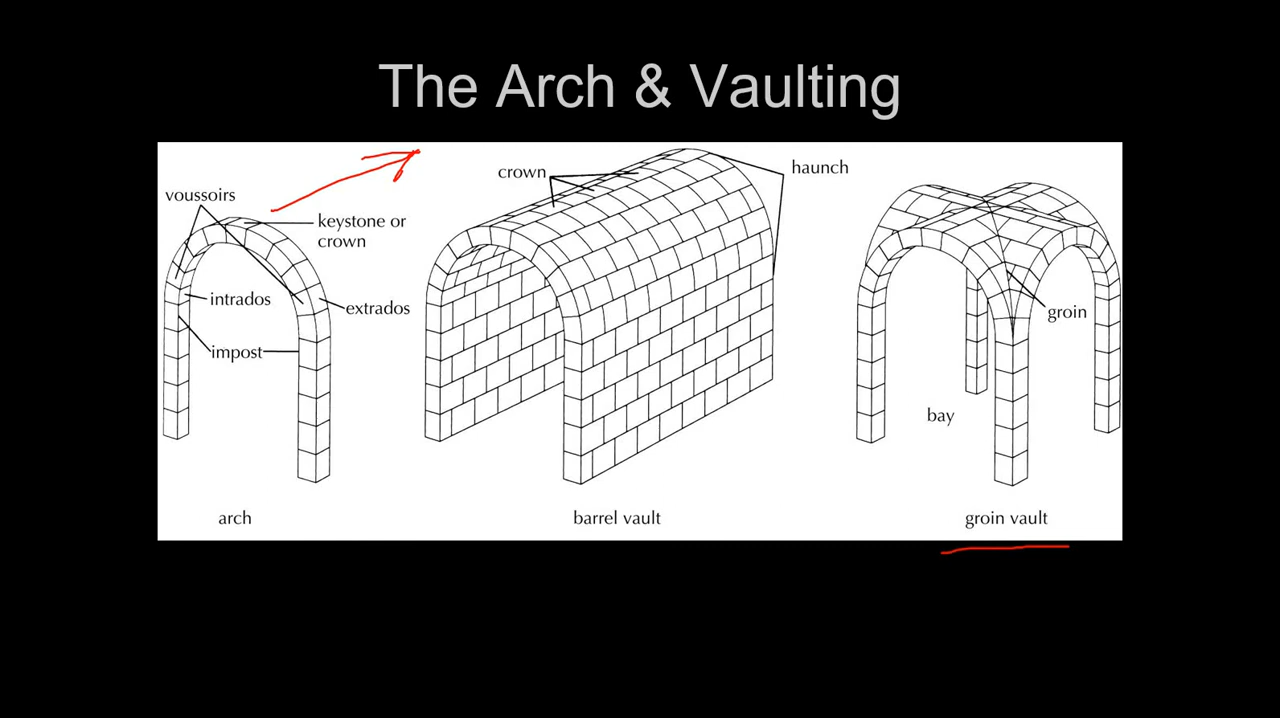 The Arch & Vaulting
voussoirs
keystone or
crown
intrados
extrados
impost
arch
crown
haunch
barrel vault
groin
bay
groin vault